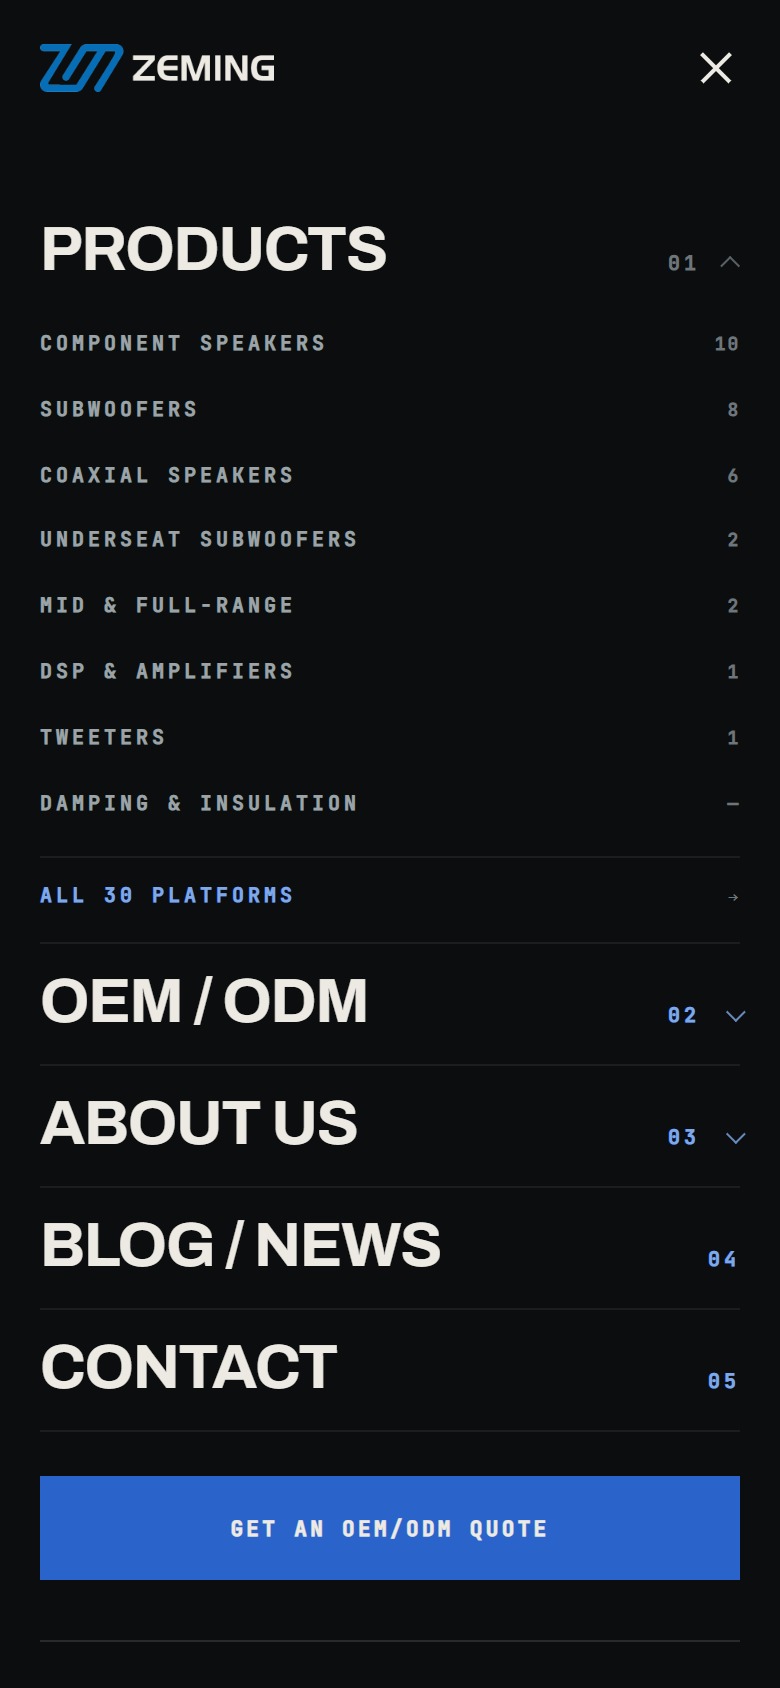 ZEMING
PRODUCTS 01
COMPONENT SPEAKERS 10
SUBWOOFERS 8
COAXIAL SPEAKERS 6
UNDERSEAT SUBWOOFERS 2
MID & FULL-RANGE 2
DSP & AMPLIFIERS 1
TWEETERS 1
DAMPING & INSULATION —
ALL 30 PLATFORMS →
OEM / ODM 02
ABOUT US 03
BLOG / NEWS 04
CONTACT 05
GET AN OEM/ODM QUOTE